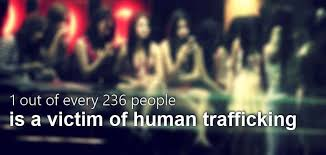 1 out of every 236 people
is a victim of human trafficking